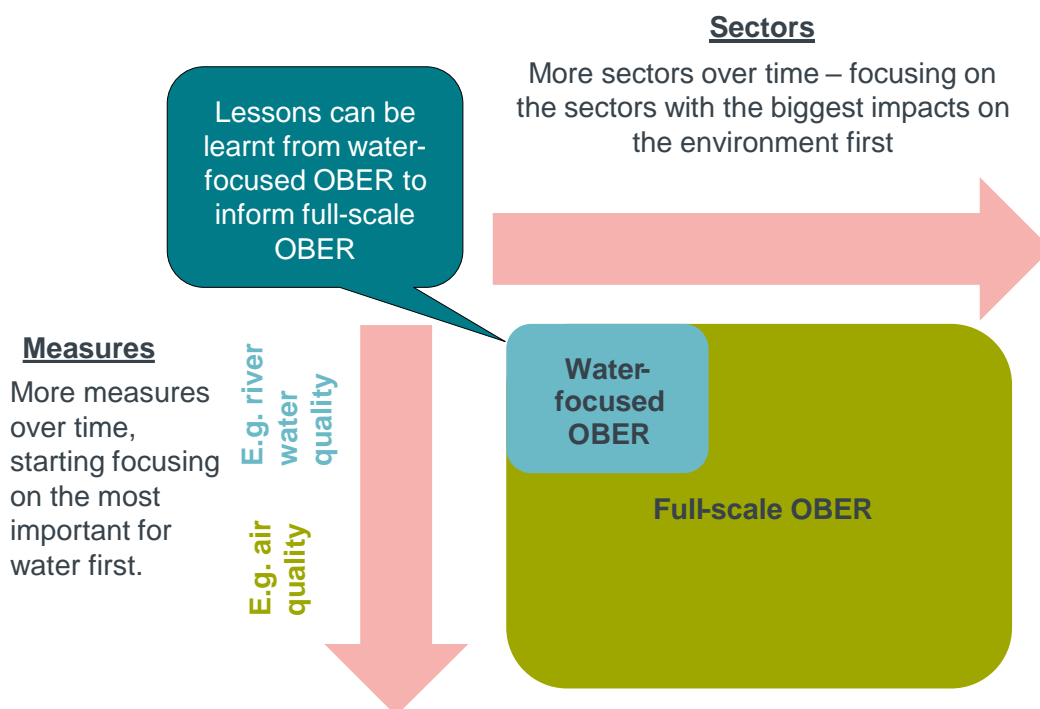 Sectors
More sectors over time – focusing on
the sectors with the biggest impacts on
the environment first
Lessons can be
learnt from water-
focused OBER to
inform full-scale
OBER
Measures
More measures
over time,
starting focusing
on the most
important for
water first.
E.g. river
water
quality
E.g. air
quality
Water-
focused
OBER
Full-scale OBER